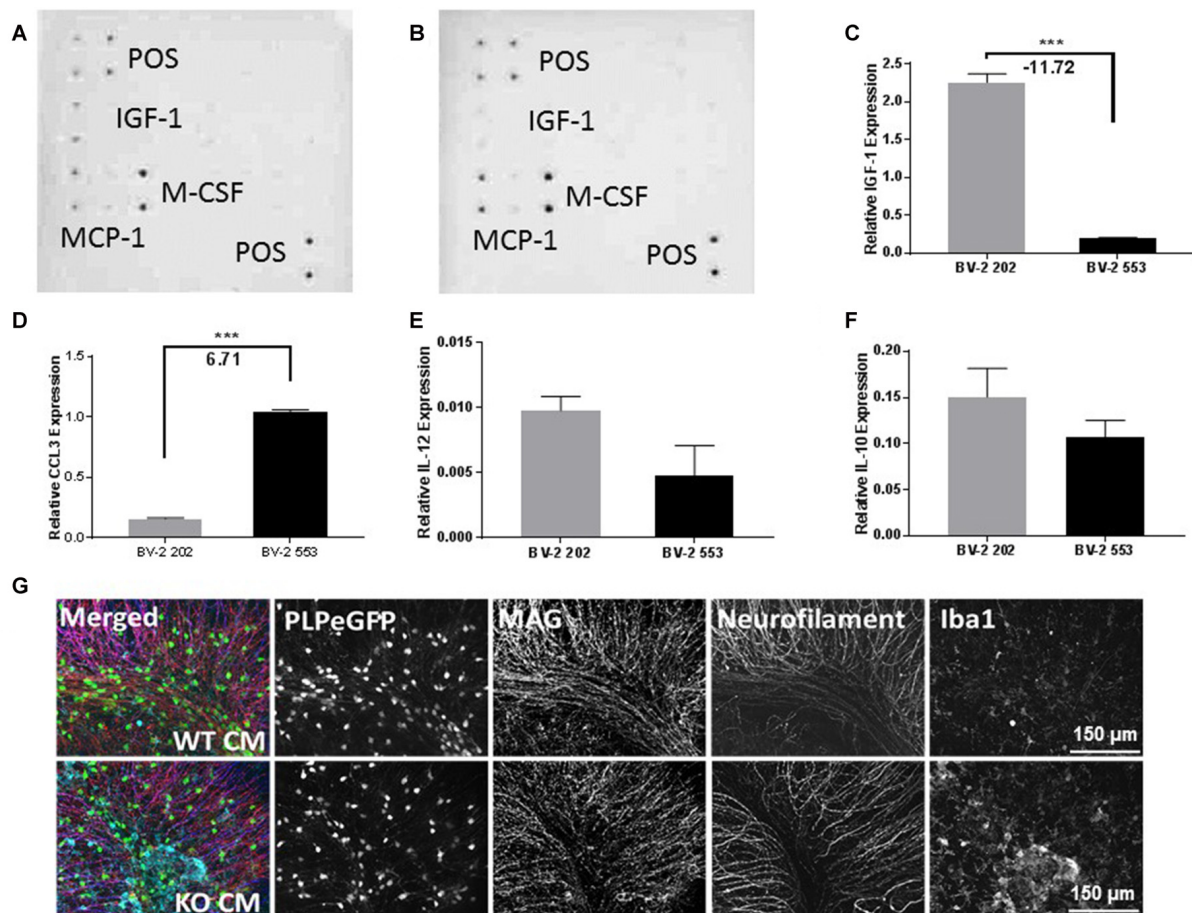 A
POS
IGF-1
M-CSF
MCP-1
POS
B
POS
IGF-1
M-CSF
MCP-1
POS
C
***
-11.72
Relative IGF-1 Expression
2.5
2.0
1.5
1.0
0.5
0.0
BV-2 202
BV-2 553
D
***
6.71
Relative CCL3 Expression
1.5
1.0
0.5
0.0
BV-2 202
BV-2 553
E
Relative IL-12 Expression
0.015
0.010
0.005
0.000
BV-2 202
BV-2 553
F
Relative IL-10 Expression
0.20
0.15
0.10
0.05
0.00
BV-2 202
BV-2 553
G
Merged PLPeGFP MAG Neurofilament Iba1
WT CM 150 µm
KO CM 150 µm